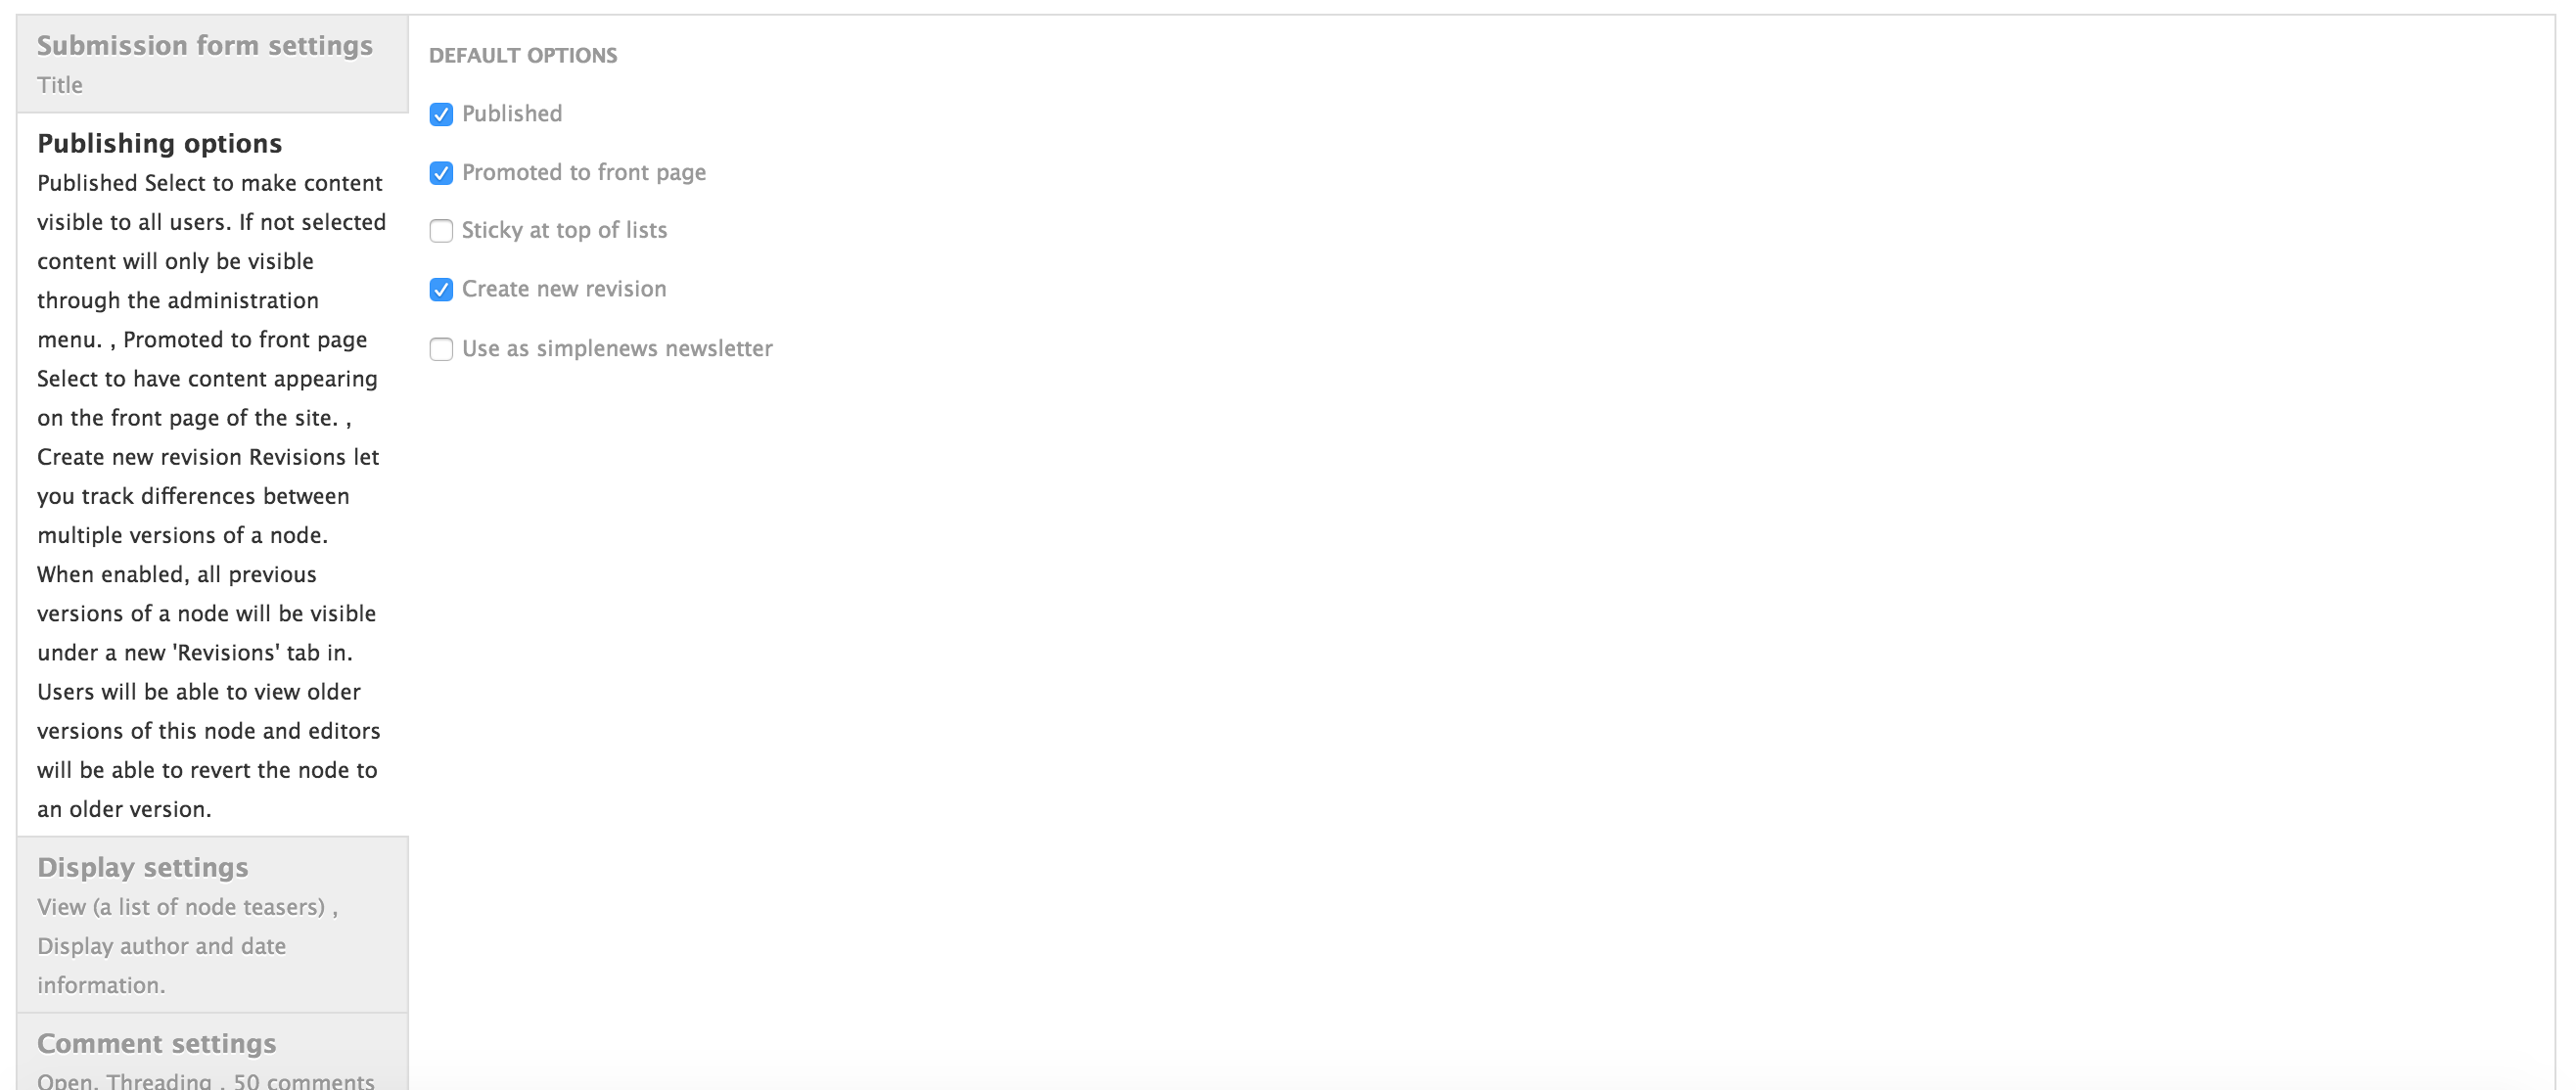 Submission form settings
Title
Publishing options
Published Select to make content
visible to all users. If not selected
content will only be visible
through the administration
menu. , Promoted to front page
Select to have content appearing
on the front page of the site. ,
Create new revision Revisions let
you track differences between
multiple versions of a node.
When enabled, all previous
versions of a node will be visible
under a new 'Revisions' tab in.
Users will be able to view older
versions of this node and editors
will be able to revert the node to
an older version.
Display settings
View (a list of node teasers) ,
Display author and date
information.
Comment settings
Open, Threading , 50 comments
DEFAULT OPTIONS
Published
Promoted to front page
Sticky at top of lists
Create new revision
Use as simplenews newsletter